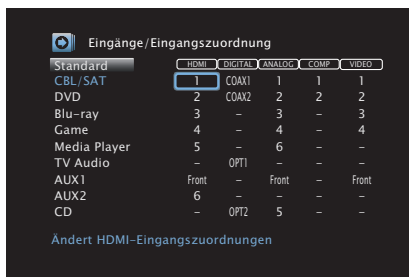 Eingänge/Eingangszuordnung
Standard HDMI DIGITAL ANALOG COMP VIDEO
CBL/SAT 1 COAX1 1 1 1
DVD 2 COAX2 2 2 2
Blu-ray 3 – 3 – 3
Game 4 – 4 – 4
Media Player 5 – 6 – –
TV Audio – OPT1 – – –
AUX1 Front – Front – Front
AUX2 6 – – – –
CD – OPT2 5 – –
Ändert HDMI-Eingangszuordnungen